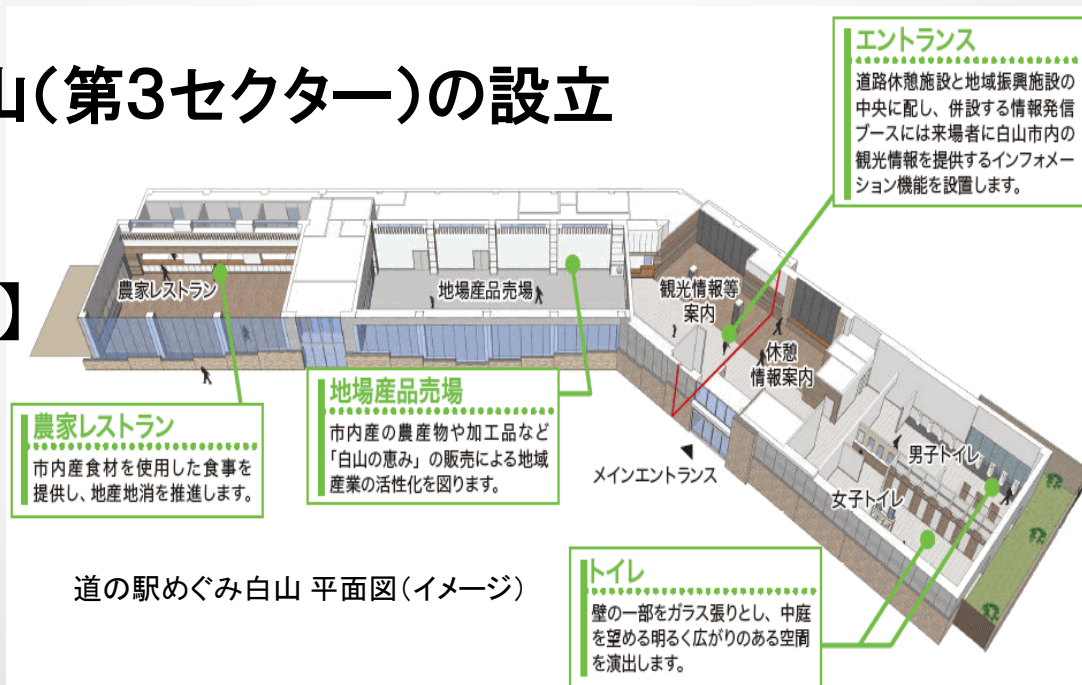 山(第3セクター)の設立
】
エントランス
道路休憩施設と地域振興施設の
中央に配し、併設する情報発信
ブースには来場者に白山市内の
観光情報を提供するインフォメー
ション機能を設置します。
農家レストラン
地場産品売場
観光情報等
案内
休憩
情報案内
男子トイレ
女子トイレ
メインエントランス
農家レストラン
市内産食材を使用した食事を
提供し、地産地消を推進します。
地場産品売場
市内産の農産物や加工品など
「白山の恵み」の販売による地域
産業の活性化を図ります。
トイレ
壁の一部をガラス張りとし、中庭
を望める明るく広がりのある空間
を演出します。
道の駅めぐみ白山 平面図(イメージ)